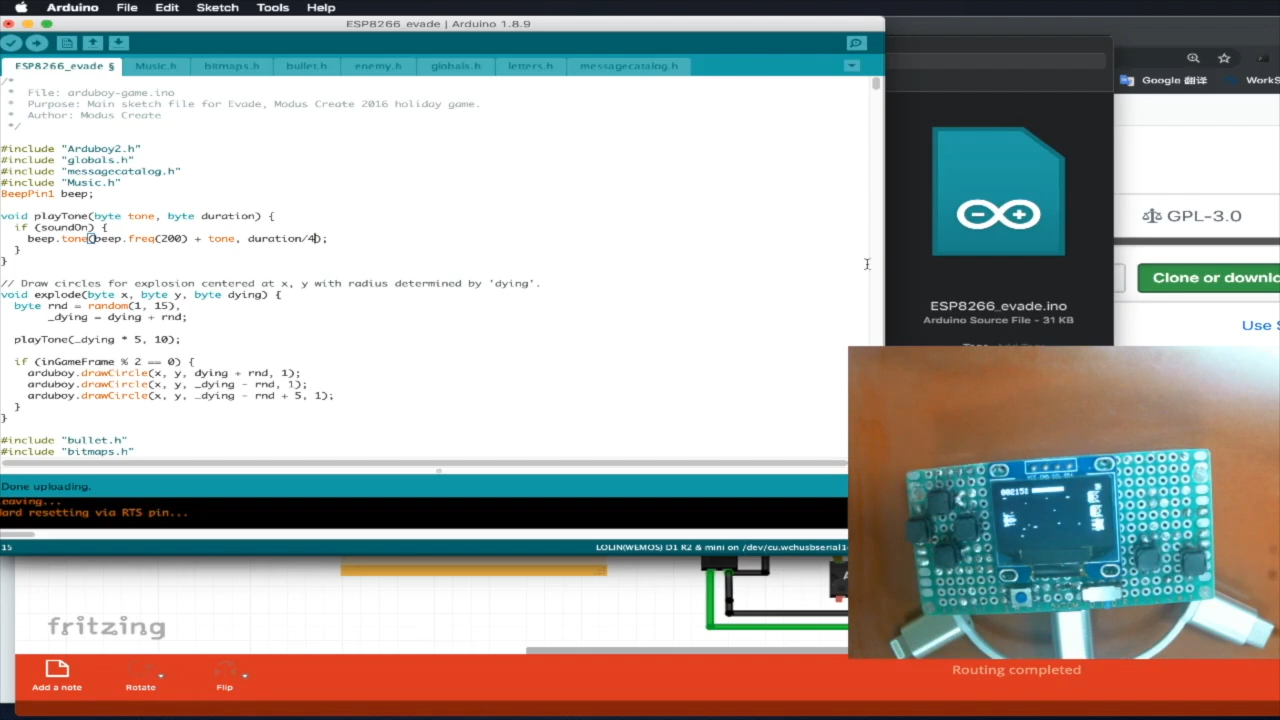 Arduino File Edit Sketch Tools Help
ESP8266_evade | Arduino 1.8.9
ESP8266_evade § Music.h bitmaps.h bullet.h enemy.h globals.h letters.h messagecatalog.h
/*
* File: arduboy-game.ino
* Purpose: Main sketch file for Evade, Modus Create 2016 holiday game.
* Author: Modus Create
*/
#include "Arduboy2.h"
#include "globals.h"
#include "messagecatalog.h"
#include "Music.h"
BeepPin1 beep;
void playTone(byte tone, byte duration) {
if (soundOn) {
beep.tone(beep.freq(200) + tone, duration/4);
}
}
// Draw circles for explosion centered at x, y with radius determined by 'dying'.
void explode(byte x, byte y, byte dying) {
byte rnd = random(1, 15),
_dying = dying + rnd;
playTone(_dying * 5, 10);
if (inGameFrame % 2 == 0) {
arduboy.drawCircle(x, y, dying + rnd, 1);
arduboy.drawCircle(x, y, _dying - rnd, 1);
arduboy.drawCircle(x, y, _dying - rnd + 5, 1);
}
}
#include "bullet.h"
#include "bitmaps.h"
Done uploading.
eaving...
ard resetting via RTS pin...
15 LOLIN(WEMOS) D1 R2 & mini on /dev/cu.wchusbserial1
fritzing
Add a note Rotate Flip
Routing completed
ESP8266_evade.ino
Arduino Source File - 31 KB
Google 翻译 WorkS
GPL-3.0
Clone or downlo
Use S